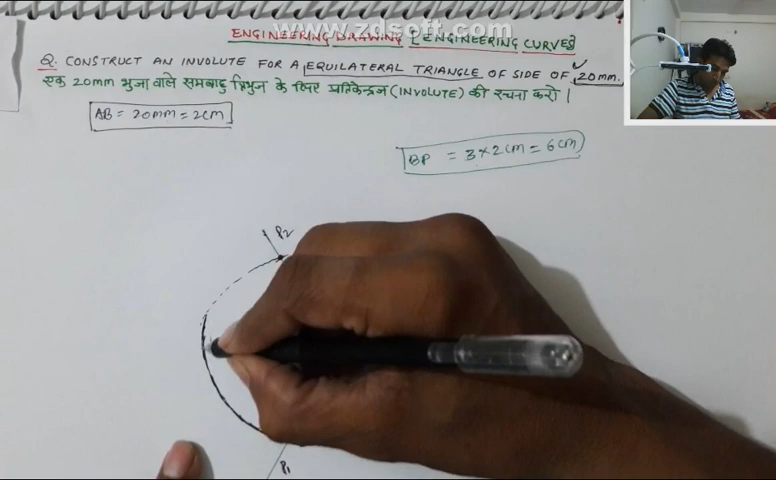 www.zdsoft.com
ENGINEERING DRAWING [ ENGINEERING CURVES]
Q. CONSTRUCT AN INVOLUTE FOR A EQUILATERAL TRIANGLE OF SIDE OF 20mm.
एक 20mm भुजा वाले समबाहु त्रिभुज के लिए प्रतिकेन्द्रज (INVOLUTE) की रचना करो।
AB = 20mm = 2cm
BP = 3×2cm = 6cm
P2
P1